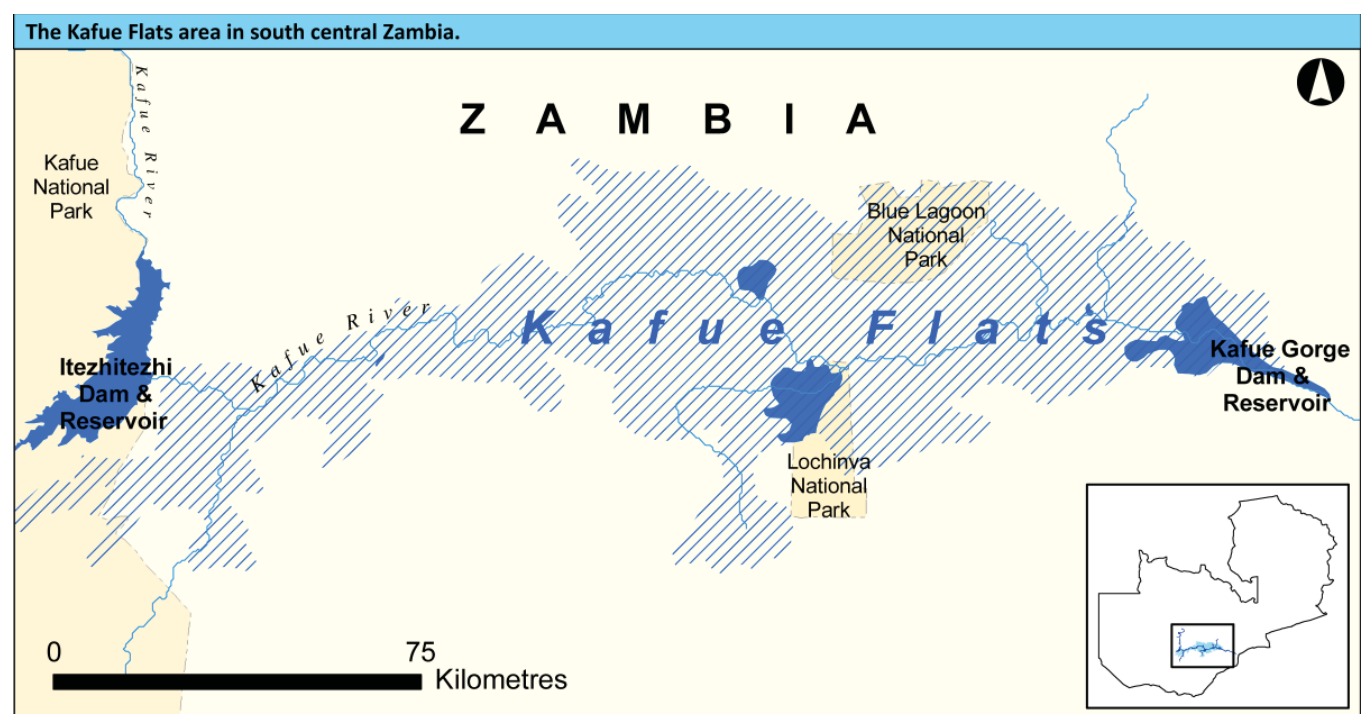 The Kafue Flats area in south central Zambia.
Kafue River
ZAMBIA
Kafue
National
Park
Blue Lagoon
National
Park
Kafue River
Kafue Flats
Itezhitezhi
Dam &
Reservoir
Kafue Gorge
Dam &
Reservoir
Lochinva
National
Park
0
75
Kilometres